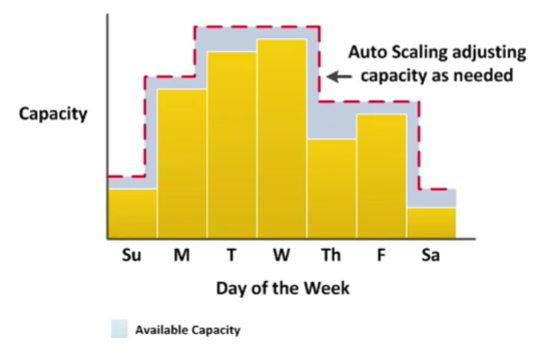 Auto Scaling adjusting
capacity as needed
Capacity
Su M T W Th F Sa
Day of the Week
Available Capacity